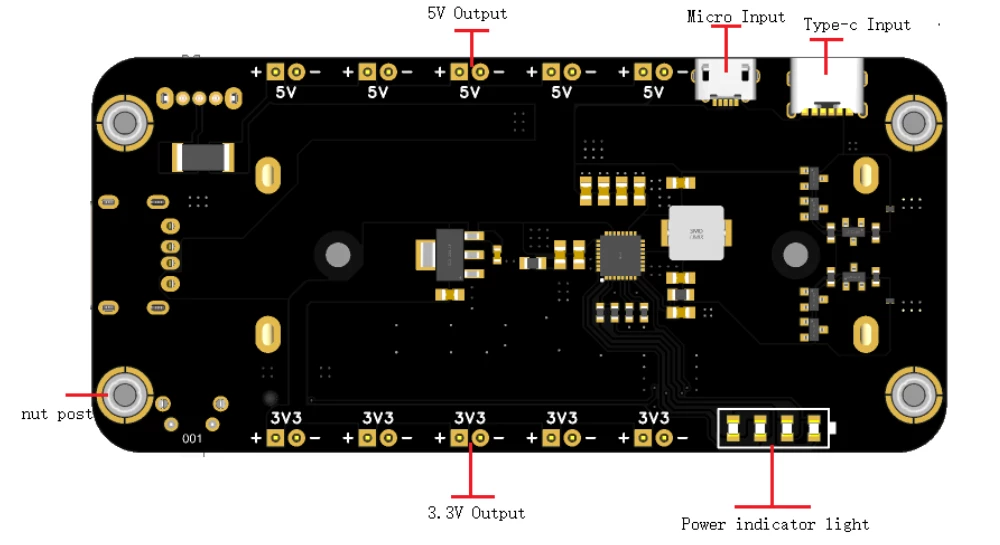 5V Output
Micro Input
Type-c Input
+ - + - + - + - + -
5V 5V 5V 5V 5V
nut post
3V3 3V3 3V3 3V3 3V3
+ - + - + - + - + -
001
3.3V Output
Power indicator light